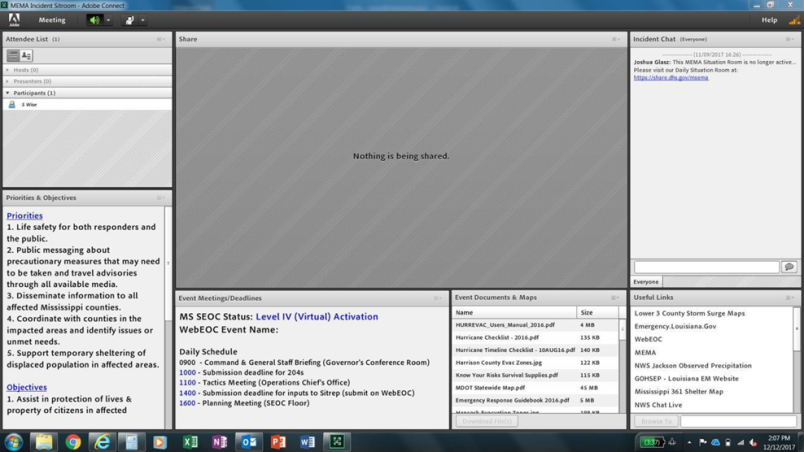 MEMA Incident Sitroom - Adobe Connect
Meeting
Help
Attendee List (1)
Hosts (0)
Presenters (0)
Participants (1)
Share
Nothing is being shared.
Incident Chat (Everyone)
(11/09/2017 16:26)
Joshua Glasz: This MEMA Situation Room is no longer active...
Please visit our Daily Situation Room at:
https://share.dhs.gov/msema
Everyone
Priorities & Objectives
Priorities
1. Life safety for both responders and
the public.
2. Public messaging about
precautionary measures that may need
to be taken and travel advisories
through all available media.
3. Disseminate information to all
affected Mississippi counties.
4. Coordinate with counties in the
impacted areas and identify issues or
unmet needs.
5. Support temporary sheltering of
displaced population in affected areas.
Objectives
1. Assist in protection of lives &
property of citizens in affected
Event Meetings/Deadlines
MS SEOC Status: Level IV (Virtual) Activation
WebEOC Event Name:
Daily Schedule
0900 - Command & General Staff Briefing (Governor's Conference Room)
1000 - Submission deadline for 204s
1100 - Tactics Meeting (Operations Chief's Office)
1400 - Submission deadline for inputs to Sitrep (submit on WebEOC)
1600 - Planning Meeting (SEOC Floor)
Event Documents & Maps
Name Size
HURREVAC_Users_Manual_2016.pdf 4 MB
Hurricane Checklist - 2016.pdf 135 KB
Hurricane Timeline Checklist - 10AUG16.pdf 140 KB
Harrison County Evac Zones.jpg 122 KB
Know Your Risks Survival Supplies.pdf 115 KB
MDOT Statewide Map.pdf 45 MB
Emergency Response Guidebook 2016.pdf 5 MB
Download File(s)
Useful Links
Lower 3 County Storm Surge Maps
Emergency.Louisiana.Gov
WebEOC
MEMA
NWS Jackson Observed Precipitation
GOHSEP - Louisiana EM Website
Mississippi 361 Shelter Map
NWS Chat Live
Browse To
2:07 PM
12/12/2017